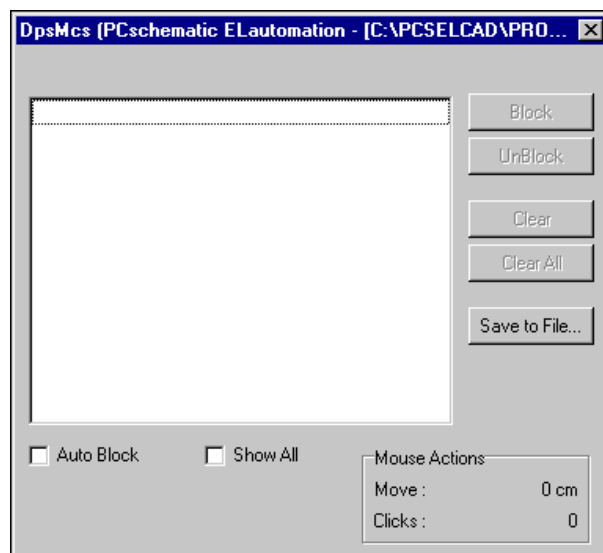 DpsMcs (PCschematic ELautomation - [C:\PCSELCAD\PRO...
Block
UnBlock
Clear
Clear All
Save to File...
Auto Block
Show All
Mouse Actions
Move : 0 cm
Clicks : 0